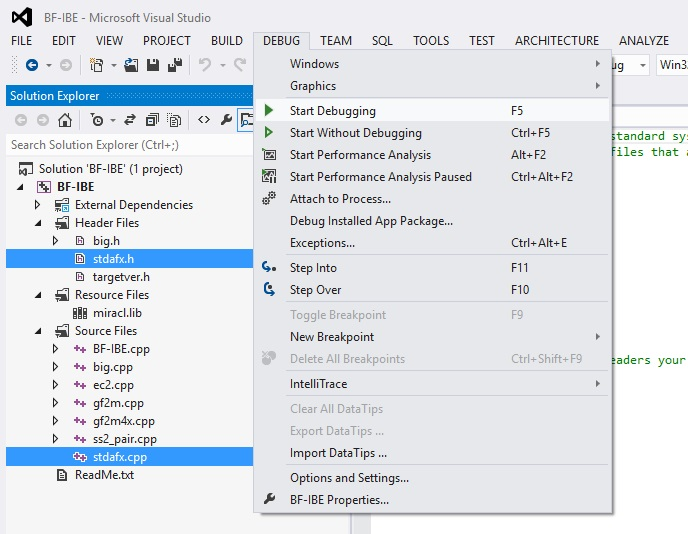 BF-IBE - Microsoft Visual Studio
FILE EDIT VIEW PROJECT BUILD DEBUG TEAM SQL TOOLS TEST ARCHITECTURE ANALYZE
Windows
Graphics
Start Debugging F5
Start Without Debugging Ctrl+F5
Start Performance Analysis Alt+F2
Start Performance Analysis Paused Ctrl+Alt+F2
Attach to Process...
Debug Installed App Package...
Exceptions... Ctrl+Alt+E
Step Into F11
Step Over F10
Toggle Breakpoint F9
New Breakpoint
Delete All Breakpoints Ctrl+Shift+F9
IntelliTrace
Clear All DataTips
Export DataTips ...
Import DataTips ...
Options and Settings...
BF-IBE Properties...
Solution Explorer
Search Solution Explorer (Ctrl+;)
Solution 'BF-IBE' (1 project)
BF-IBE
External Dependencies
Header Files
big.h
stdafx.h
targetver.h
Resource Files
miracl.lib
Source Files
BF-IBE.cpp
big.cpp
ec2.cpp
gf2m.cpp
gf2m4x.cpp
ss2_pair.cpp
stdafx.cpp
ReadMe.txt
ug Win3
standard sys
files that a
eaders your